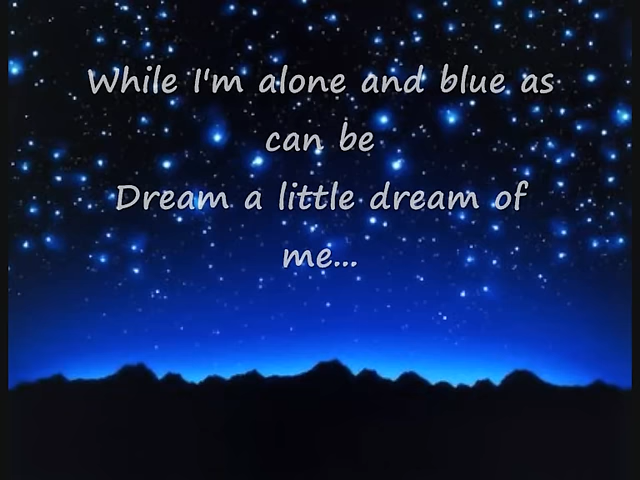 While I'm alone and blue as
can be
Dream a little dream of
me...